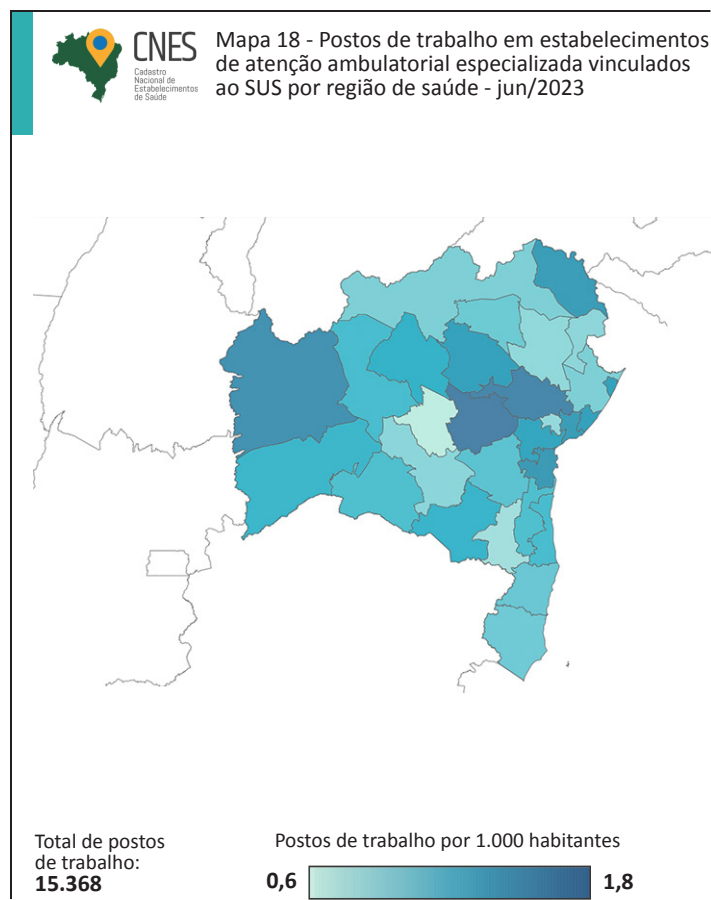 CNES
Cadastro
Nacional de
Estabelecimentos
de Saúde
Mapa 18 - Postos de trabalho em estabelecimentos
de atenção ambulatorial especializada vinculados
ao SUS por região de saúde - jun/2023
Total de postos
de trabalho:
15.368
Postos de trabalho por 1.000 habitantes
0,6
1,8